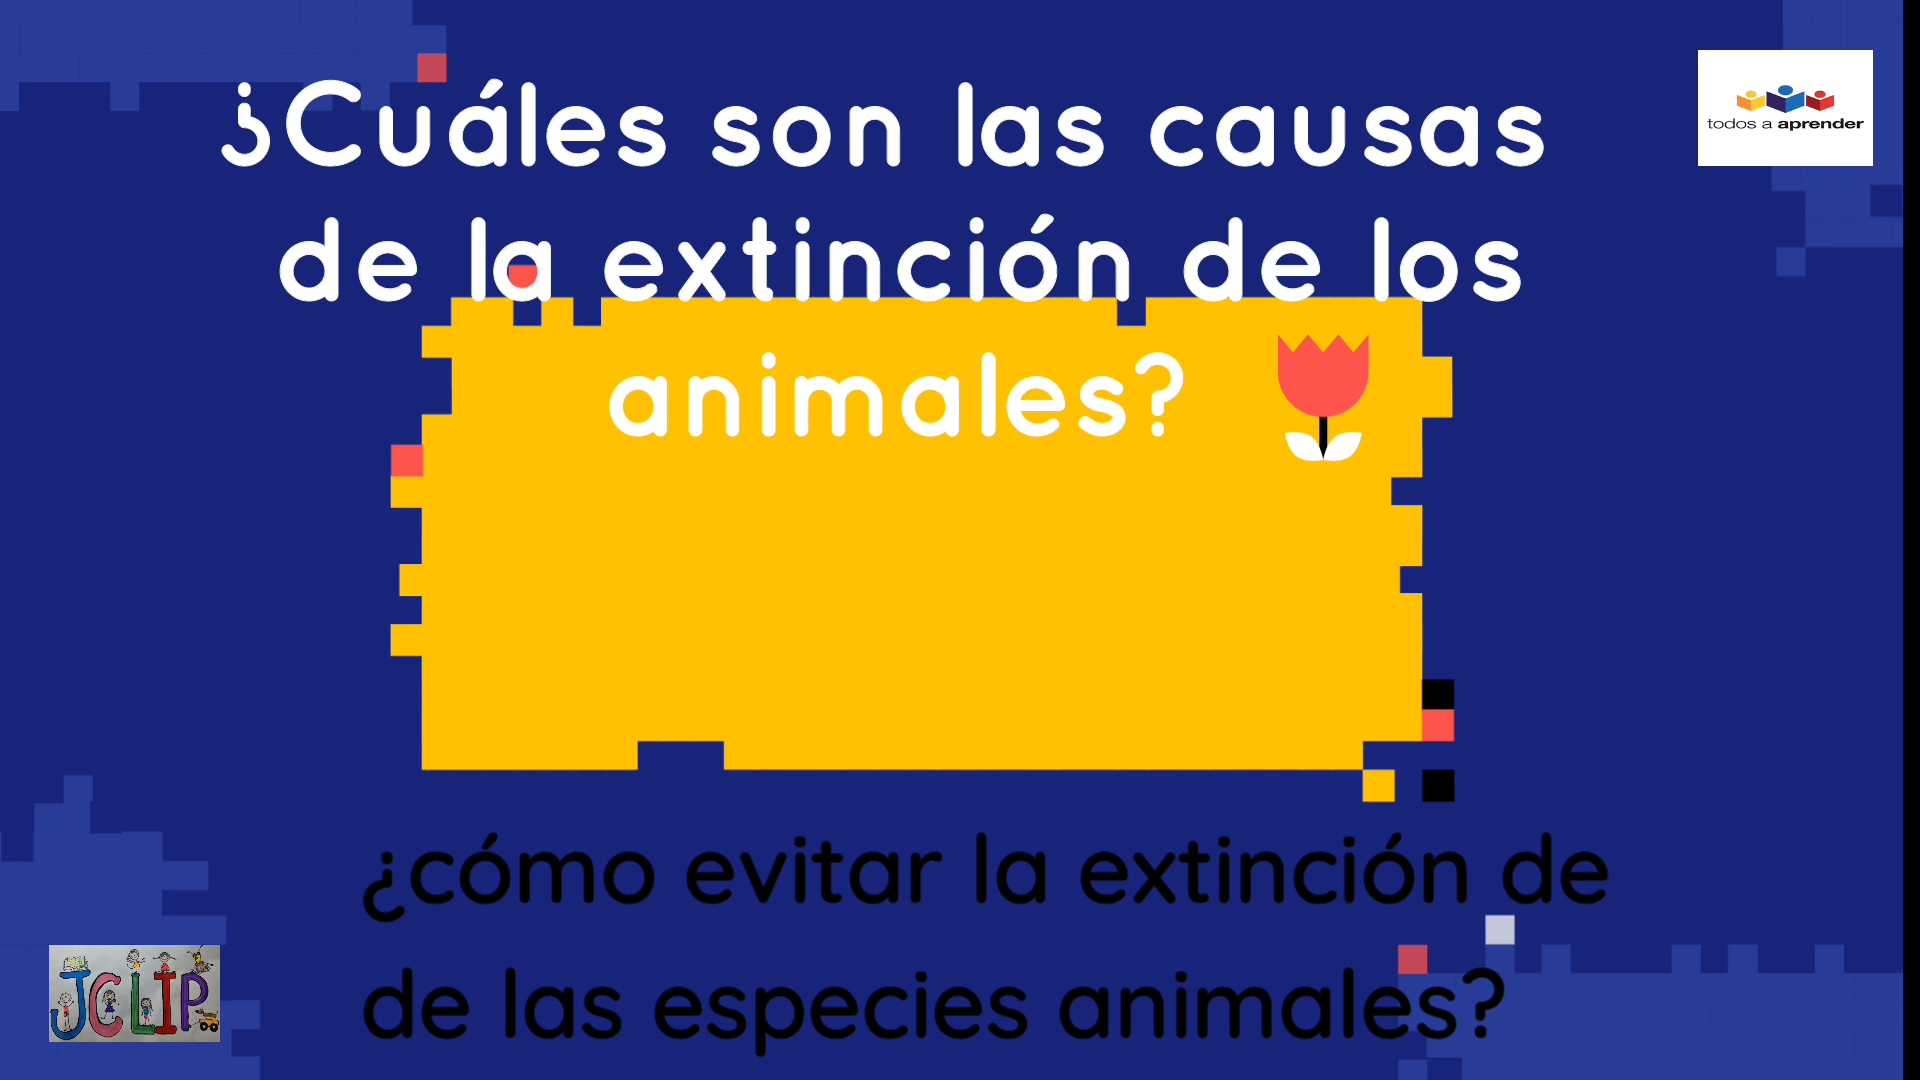 ¿Cuáles son las causas
de la extinción de los
animales?
todos a aprender
¿cómo evitar la extinción de
de las especies animales?
JCLIP